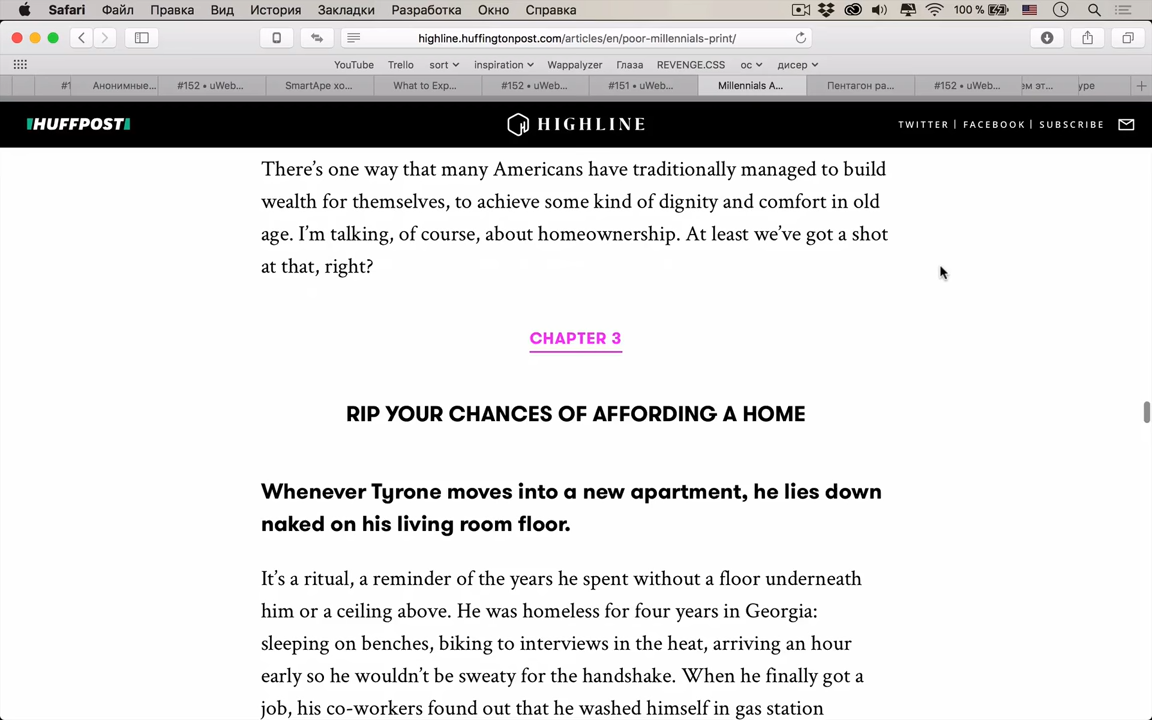 Safari Файл Правка Вид История Закладки Разработка Окно Справка 100 %
highline.huffingtonpost.com/articles/en/poor-millennials-print/
YouTube Trello sort inspiration Wappalyzer Глаза REVENGE.CSS ос дисер
#1 Анонимные... #152 • uWeb... SmartApe хо... What to Exp... #152 • uWeb... #151 • uWeb... Millennials A... Пентагон ра... #152 • uWeb... ем эт... уре
HUFFPOST HIGHLINE TWITTER | FACEBOOK | SUBSCRIBE
There’s one way that many Americans have traditionally managed to build
wealth for themselves, to achieve some kind of dignity and comfort in old
age. I’m talking, of course, about homeownership. At least we’ve got a shot
at that, right?
CHAPTER 3
RIP YOUR CHANCES OF AFFORDING A HOME
Whenever Tyrone moves into a new apartment, he lies down
naked on his living room floor.
It’s a ritual, a reminder of the years he spent without a floor underneath
him or a ceiling above. He was homeless for four years in Georgia:
sleeping on benches, biking to interviews in the heat, arriving an hour
early so he wouldn’t be sweaty for the handshake. When he finally got a
job, his co-workers found out that he washed himself in gas station